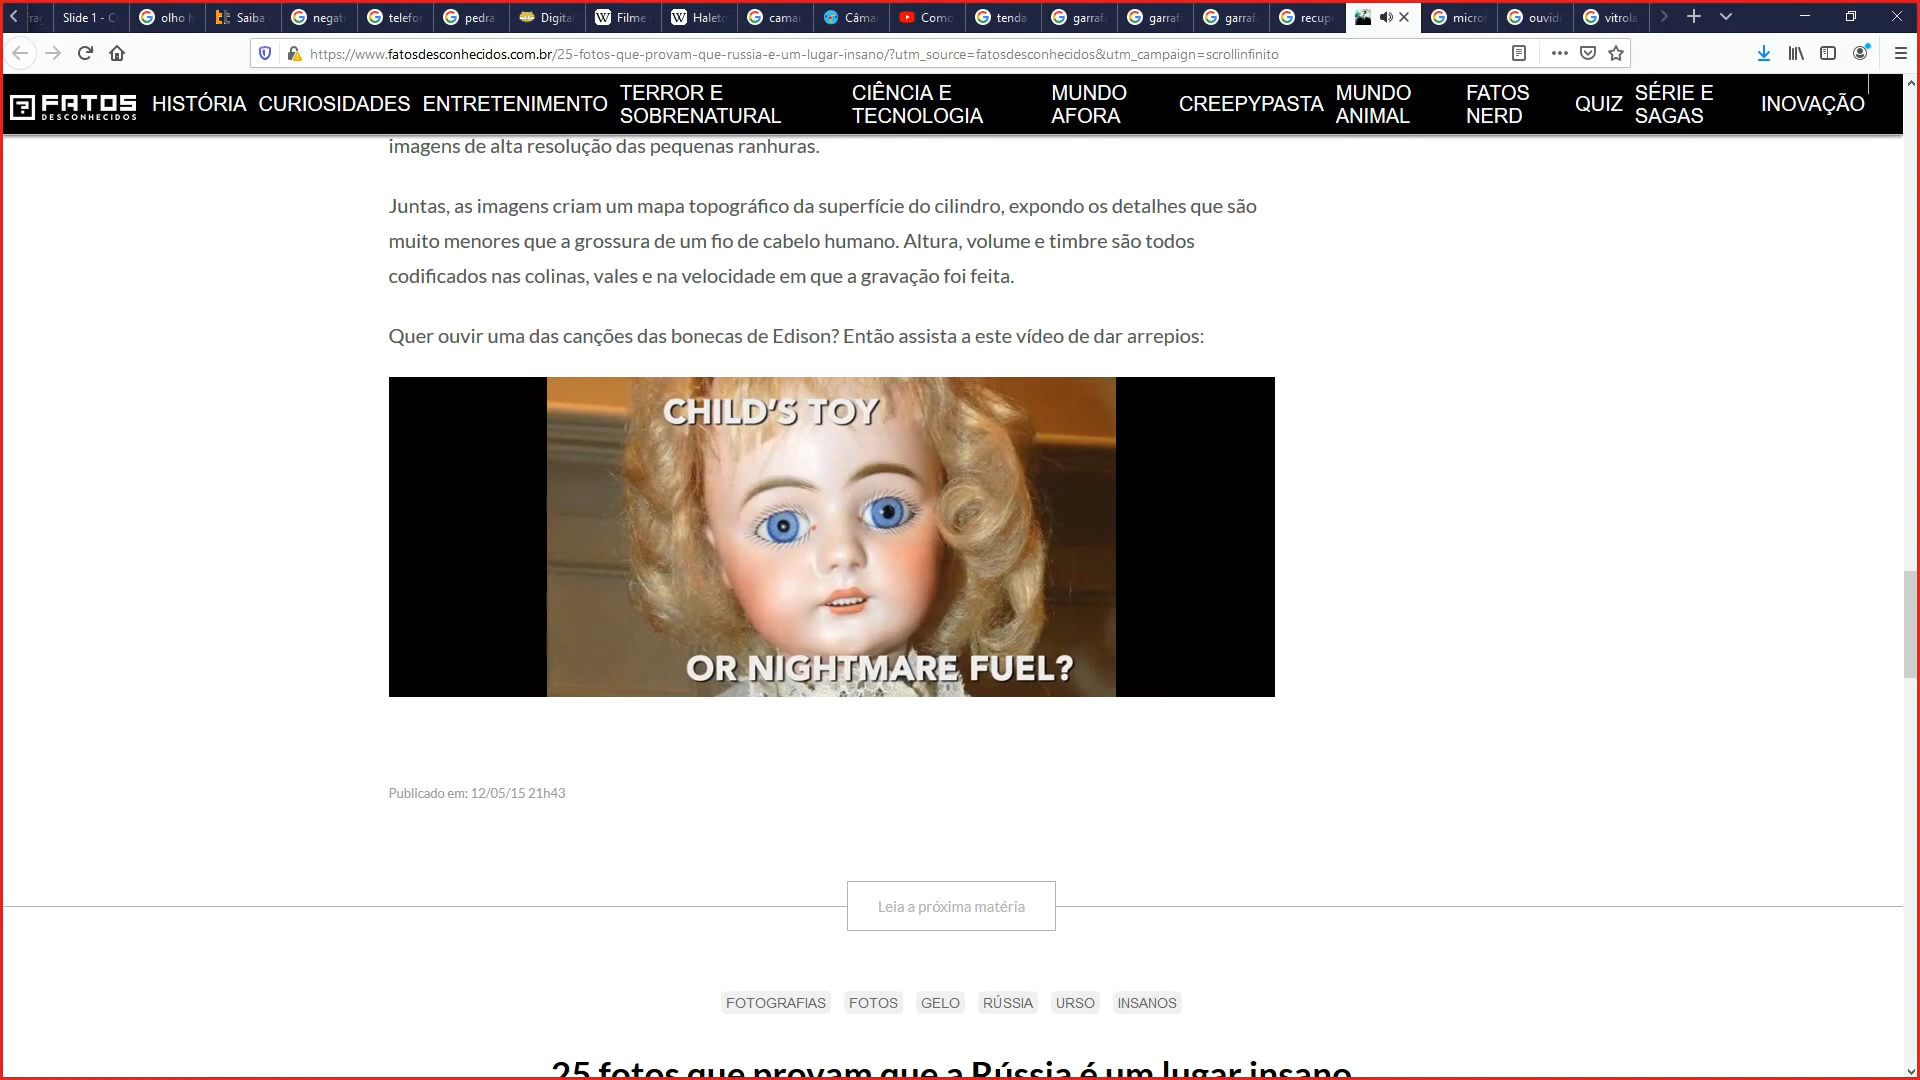 Slide 1 - C
olho h
Saiba
negat
telefor
pedra
Digita
Filme
Halet
camar
Câma
Como
tenda
garraf
garraf
garraf
recup
micro
ouvid
vitrola
https://www.fatosdesconhecidos.com.br/25-fotos-que-provam-que-russia-e-um-lugar-insano/?utm_source=fatosdesconhecidos&utm_campaign=scrollinfinito
FATOS
DESCONHECIDOS
HISTÓRIA
CURIOSIDADES
ENTRETENIMENTO
TERROR E
SOBRENATURAL
CIÊNCIA E
TECNOLOGIA
MUNDO
AFORA
CREEPYPASTA
MUNDO
ANIMAL
FATOS
NERD
QUIZ
SÉRIE E
SAGAS
INOVAÇÃO
imagens de alta resolução das pequenas ranhuras.
Juntas, as imagens criam um mapa topográfico da superfície do cilindro, expondo os detalhes que são
muito menores que a grossura de um fio de cabelo humano. Altura, volume e timbre são todos
codificados nas colinas, vales e na velocidade em que a gravação foi feita.
Quer ouvir uma das canções das bonecas de Edison? Então assista a este vídeo de dar arrepios:
CHILD'S TOY
OR NIGHTMARE FUEL?
Publicado em: 12/05/15 21h43
Leia a próxima matéria
FOTOGRAFIAS
FOTOS
GELO
RÚSSIA
URSO
INSANOS
25 fotos que provam que a Rússia é um lugar insano